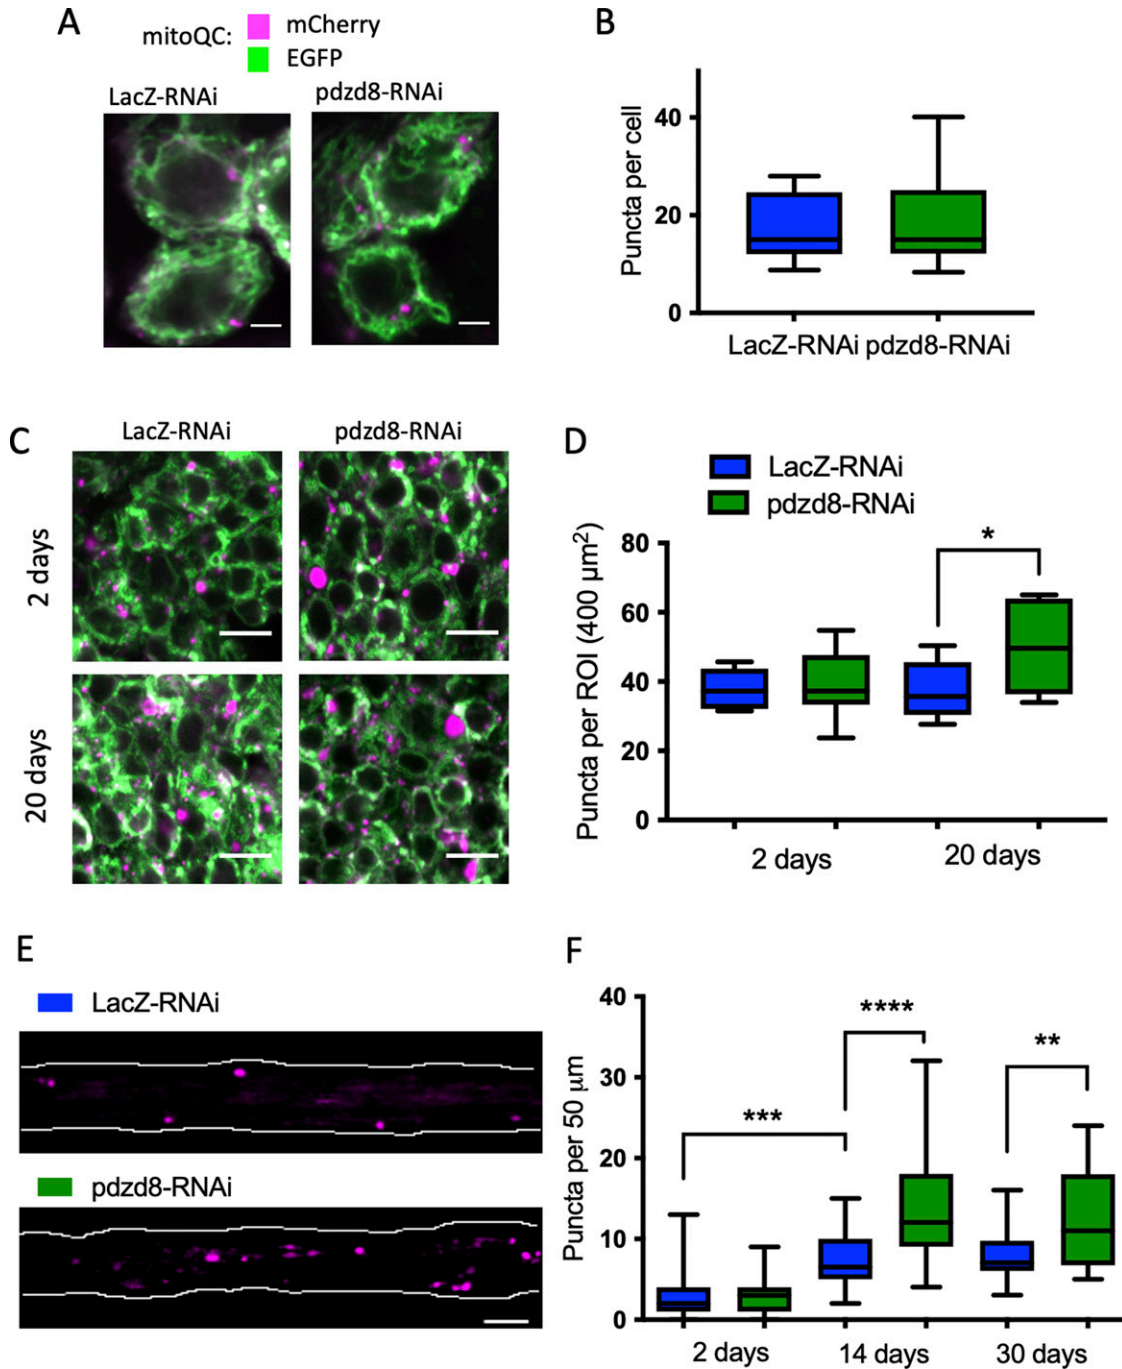 A
mitoQC:
mCherry
EGFP
LacZ-RNAi
pdzd8-RNAi
B
Puncta per cell
40
20
0
LacZ-RNAi pdzd8-RNAi
C
LacZ-RNAi
pdzd8-RNAi
2 days
20 days
D
LacZ-RNAi
pdzd8-RNAi
Puncta per ROI (400 µm²)
80
60
40
20
0
*
2 days
20 days
E
LacZ-RNAi
pdzd8-RNAi
F
Puncta per 50 µm
40
30
20
10
0
***
****
**
2 days
14 days
30 days